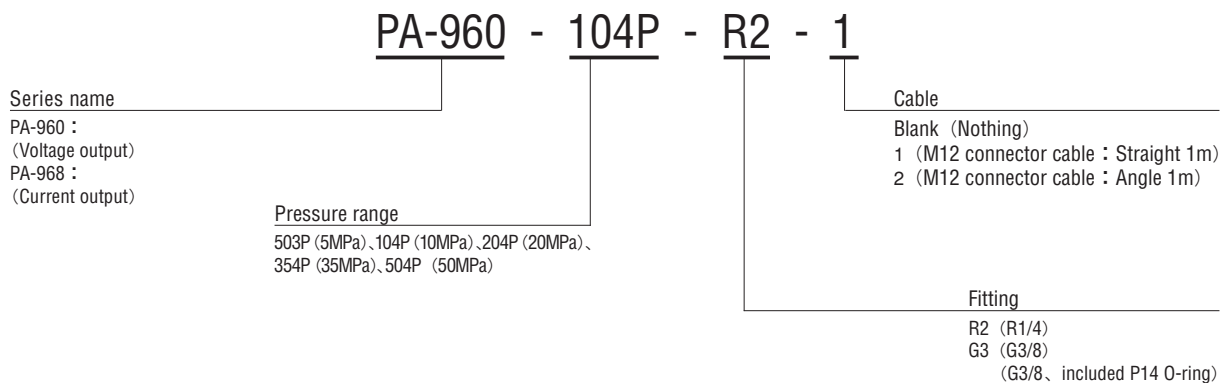 PA-960 - 104P - R2 - 1
Series name
PA-960：
（Voltage output）
PA-968：
（Current output）
Pressure range
503P（5MPa）、104P（10MPa）、204P（20MPa）、
354P（35MPa）、504P （50MPa）
Cable
Blank（Nothing）
1（M12 connector cable：Straight 1m）
2（M12 connector cable：Angle 1m）
Fitting
R2（R1/4）
G3（G3/8）
（G3/8、included P14 O-ring）